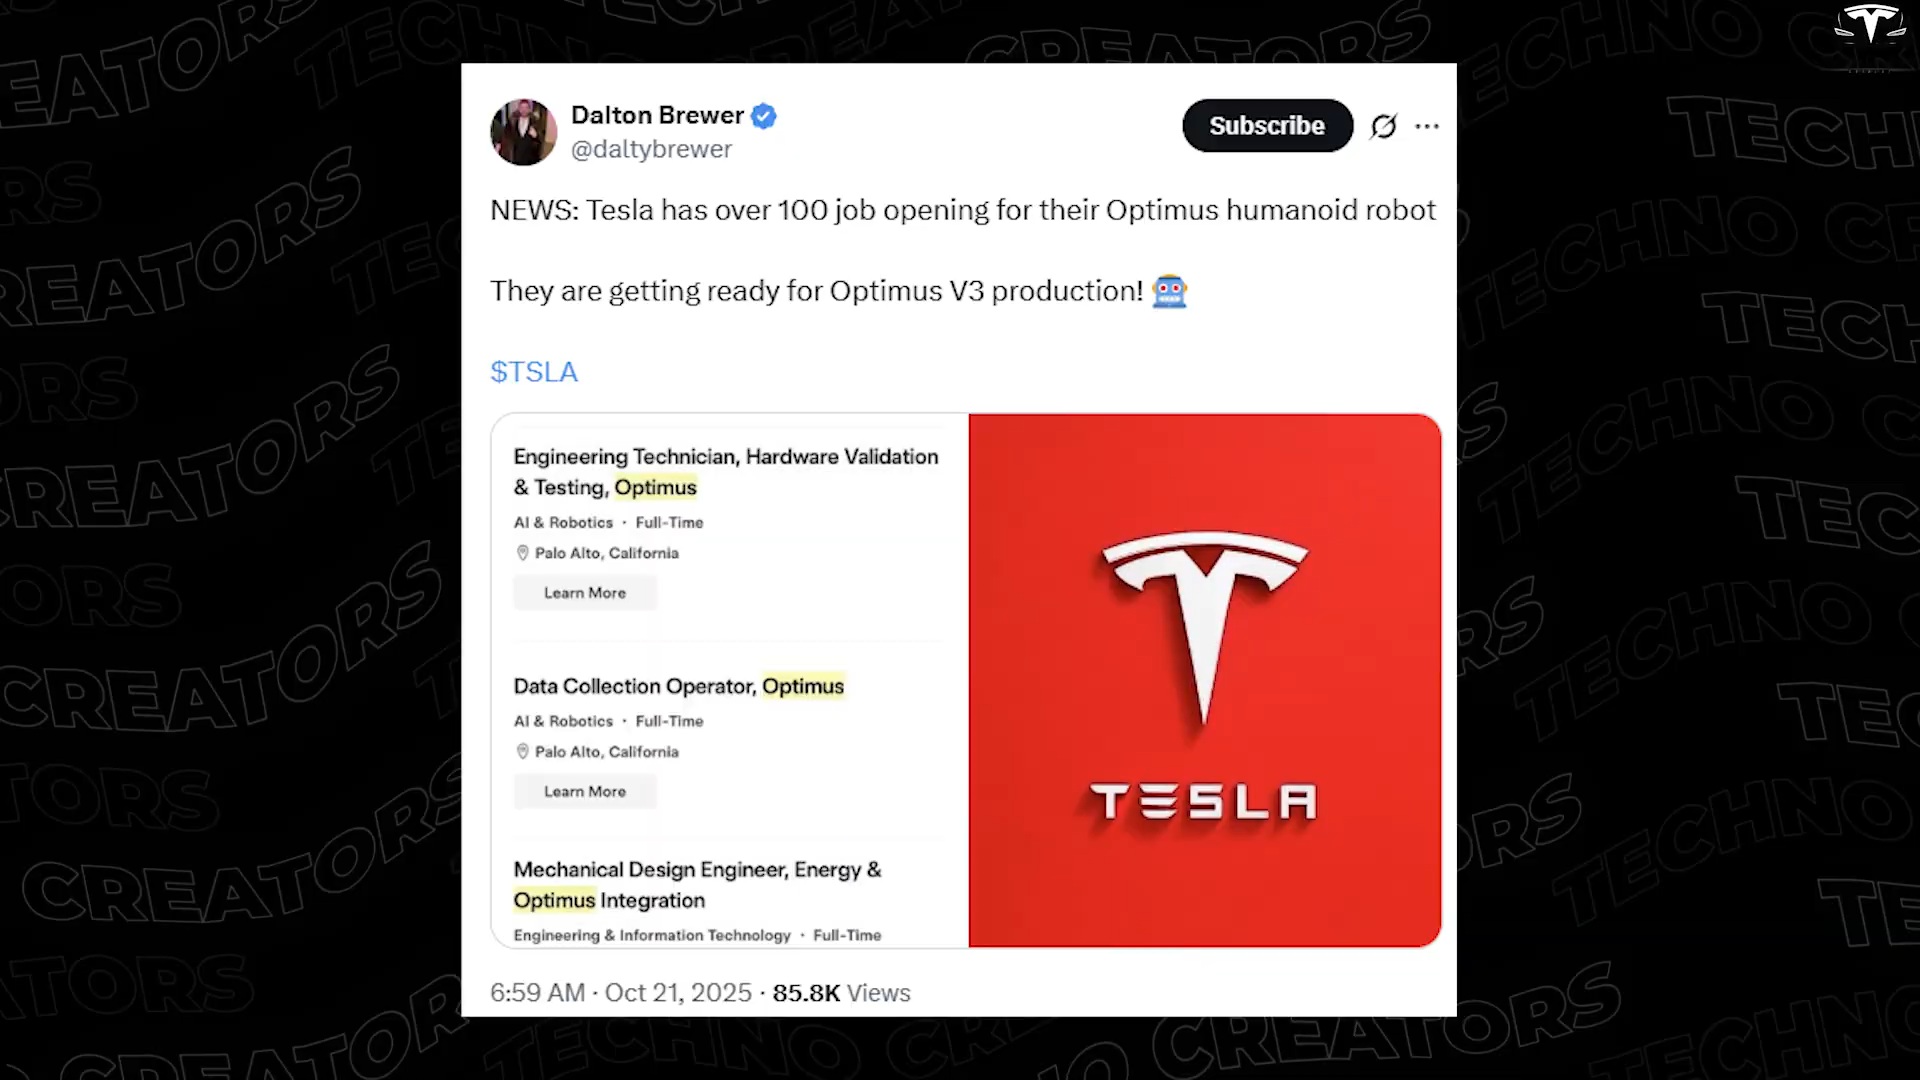 Dalton Brewer
@daltybrewer
Subscribe
NEWS: Tesla has over 100 job opening for their Optimus humanoid robot
They are getting ready for Optimus V3 production! 🤖
$TSLA
Engineering Technician, Hardware Validation
& Testing, Optimus
AI & Robotics · Full-Time
Palo Alto, California
Learn More
Data Collection Operator, Optimus
AI & Robotics · Full-Time
Palo Alto, California
Learn More
Mechanical Design Engineer, Energy &
Optimus Integration
Engineering & Information Technology · Full-Time
TESLA
6:59 AM · Oct 21, 2025 · 85.8K Views
TECHNO CREATORS